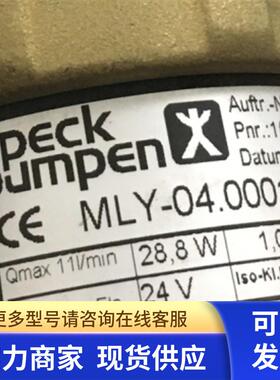 peck
pumpen
Auftr.-N
Pnr.:1
Datum
CE MLY-04.000
Qmax 11l/min 28,8 W 1,0
24 V Iso-Kl.
更多型号请咨询在线客服
力商家 现货供应
可
发